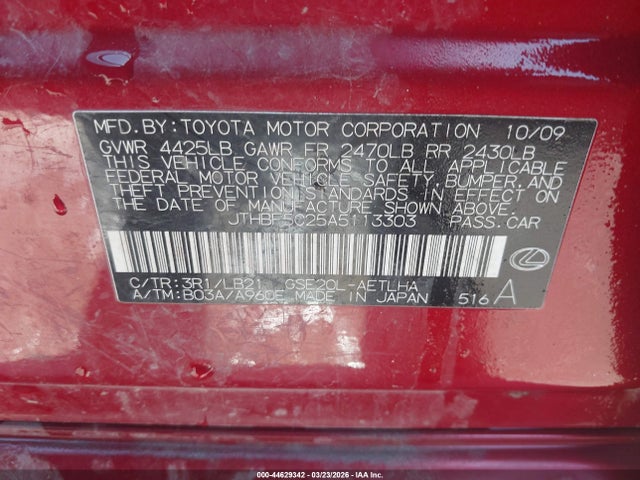 MFD. BY: TOYOTA MOTOR CORPORATION 10/09
GVWR 4425LB GAWR FR 2470LB RR 2430LB
THIS VEHICLE CONFORMS TO ALL APPLICABLE
FEDERAL MOTOR VEHICLE SAFETY, BUMPER, AND
THEFT PREVENTION STANDARDS IN EFFECT ON
THE DATE OF MANUFACTURE SHOWN ABOVE.
JTHBF5C25A5113303 PASS.CAR
C/TR: 3R1/LB21 GSE20L-AETLHA
A/TM: B03A/A960E MADE IN JAPAN 516 A
000-44629342 | 03/23/2026 - IAA Inc.